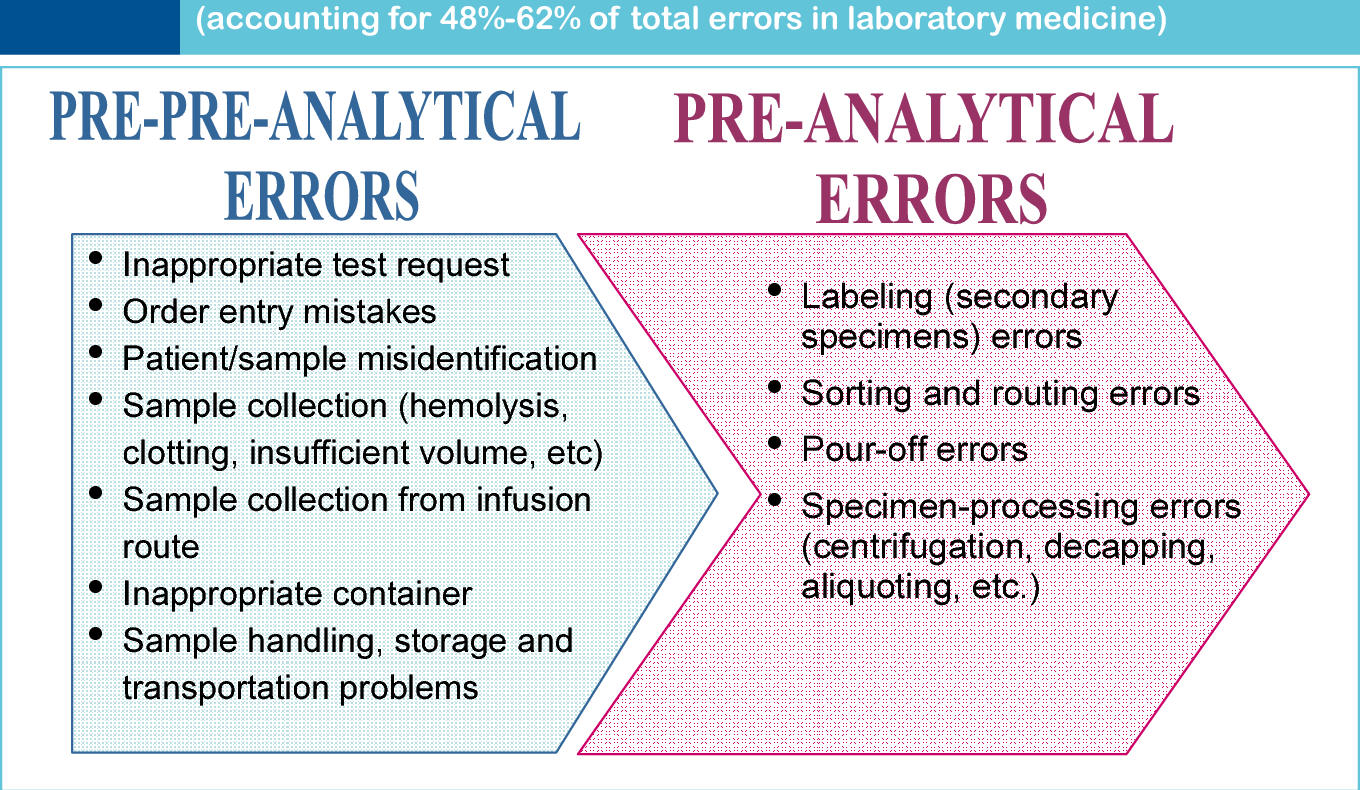 (accounting for 48%-62% of total errors in laboratory medicine)
PRE-PRE-ANALYTICAL
ERRORS
• Inappropriate test request
• Order entry mistakes
• Patient/sample misidentification
• Sample collection (hemolysis,
clotting, insufficient volume, etc)
• Sample collection from infusion
route
• Inappropriate container
• Sample handling, storage and
transportation problems
PRE-ANALYTICAL
ERRORS
• Labeling (secondary
specimens) errors
• Sorting and routing errors
• Pour-off errors
• Specimen-processing errors
(centrifugation, decapping,
aliquoting, etc.)